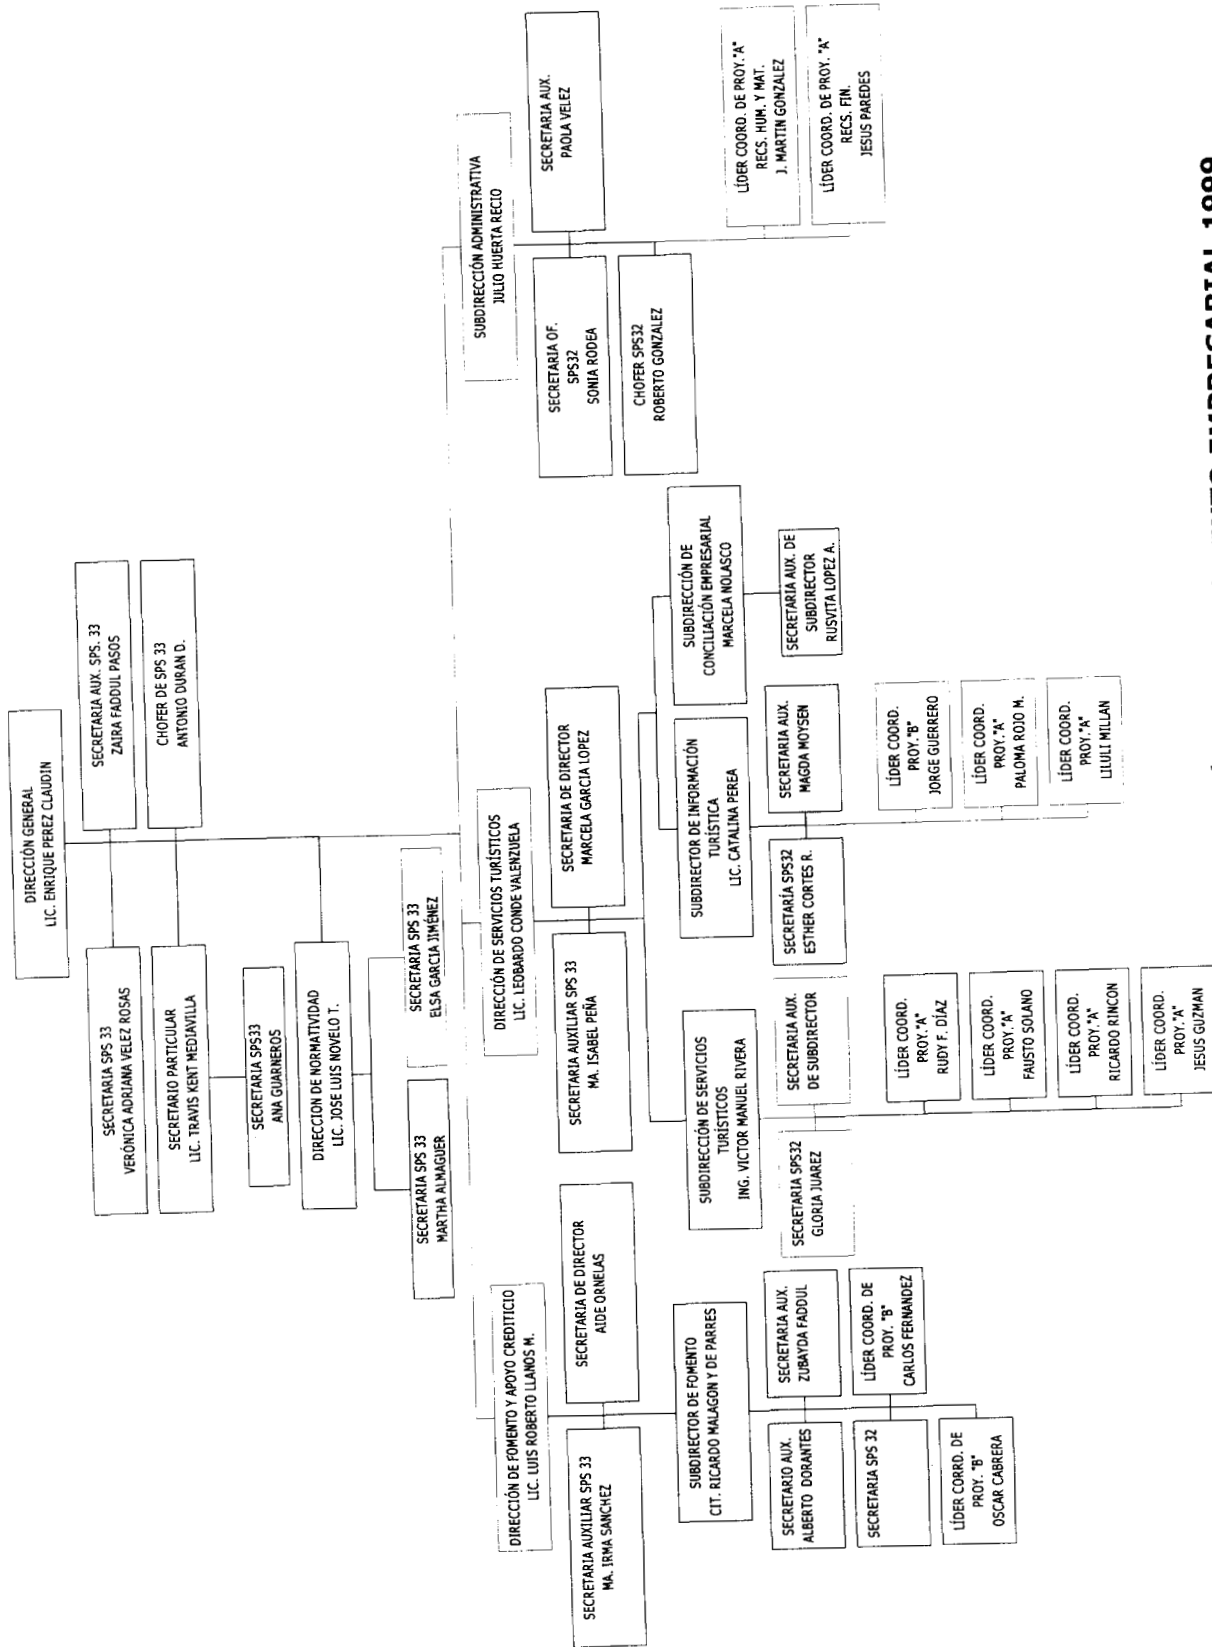 DIRECCIÓN GENERAL
LIC. ENRIQUE PEREZ CLAUDIN
SECRETARIA SPS 33
VERÓNICA ADRIANA VELEZ ROSAS
SECRETARIA AUX. SPS. 33
ZAIRA FADDUL PASOS
SECRETARIO PARTICULAR
LIC. TRAVIS KENT MEDIAVILLA
CHOFER DE SPS 33
ANTONIO DURAN D.
SECRETARIA SPS33
ANA GUARNEROS
DIRECCION DE NORMATIVIDAD
LIC. JOSE LUIS NOVELO T.
SECRETARIA SPS 33
MARTHA ALMAGUER
SECRETARIA SPS 33
ELSA GARCIA JIMÉNEZ
DIRECCIÓN DE FOMENTO Y APOYO CREDITICIO
LIC. LUIS ROBERTO LLANOS M.
SECRETARIA AUXILIAR SPS 33
MA. IRMA SANCHEZ
SECRETARIA DE DIRECTOR
AIDE ORNELAS
SUBDIRECTOR DE FOMENTO
CIT. RICARDO MALAGON Y DE PARRES
SECRETARIO AUX.
ALBERTO DORANTES
SECRETARIA AUX.
ZUBAYDA FADDUL
SECRETARIA SPS 32
LÍDER COORD. DE
PROY. "B"
CARLOS FERNANDEZ
LÍDER CORRD. DE
PROY. "B"
OSCAR CABRERA
DIRECCIÓN DE SERVICIOS TURÍSTICOS
LIC. LEOBARDO CONDE VALENZUELA
SECRETARIA AUXILIAR SPS 33
MA. ISABEL PEÑA
SECRETARIA DE DIRECTOR
MARCELA GARCIA LOPEZ
SUBDIRECCIÓN DE SERVICIOS
TURÍSTICOS
ING. VICTOR MANUEL RIVERA
SECRETARIA SPS32
GLORIA JUAREZ
SECRETARIA AUX.
DE SUBDIRECTOR
LÍDER COORD.
PROY."A"
RUDY F. DÍAZ
LÍDER COORD.
PROY."A"
FAUSTO SOLANO
LÍDER COORD.
PROY."A"
RICARDO RINCON
LÍDER COORD.
PROY."A"
JESUS GUZMAN
SUBDIRECTOR DE INFORMACIÓN
TURÍSTICA
LIC. CATALINA PEREA
SECRETARÍA SPS32
ESTHER CORTES R.
SECRETARIA AUX.
MAGDA MOYSEN
LÍDER COORD.
PROY."B"
JORGE GUERRERO
LÍDER COORD.
PROY."A"
PALOMA ROJO M.
LÍDER COORD.
PROY."A"
LILULI MILLAN
SUBDIRECCIÓN DE
CONCILIACIÓN EMPRESARIAL
MARCELA NOLASCO
SECRETARIA AUX. DE
SUBDIRECTOR
RUSVITA LOPEZ A.
SUBDIRECCIÓN ADMINISTRATIVA
JULIO HUERTA RECIO
SECRETARIA OF.
SPS32
SONIA RODEA
SECRETARIA AUX.
PAOLA VELEZ
CHOFER SPS32
ROBERTO GONZALEZ
LÍDER COORD. DE PROY."A"
RECS. HUM. Y MAT.
J. MARTIN GONZALEZ
LÍDER COORD. DE PROY. "A"
RECS. FIN.
JESUS PAREDES
EMPRESARIAL 1999